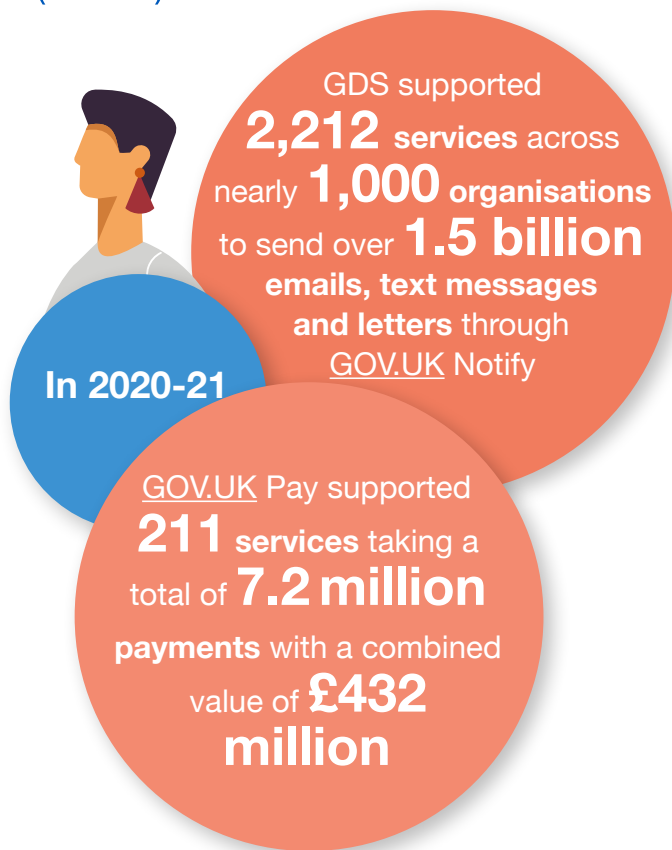 GDS supported
2,212 services across
nearly 1,000 organisations
to send over 1.5 billion
emails, text messages
and letters through
GOV.UK Notify
In 2020-21
GOV.UK Pay supported
211 services taking a
total of 7.2 million
payments with a combined
value of £432
million